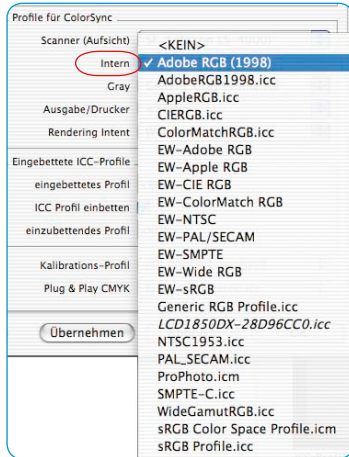 Profile für ColorSync
Scanner (Aufsicht)
Intern
Gray
Ausgabe/Drucker
Rendering Intent
Eingebettete ICC-Profile
eingebettetes Profil
ICC Profil einbetten
einzubettendes Profil
Kalibrations-Profil
Plug & Play CMYK
Übernehmen
<KEIN>
✓ Adobe RGB (1998)
AdobeRGB1998.icc
AppleRGB.icc
CIERGB.icc
ColorMatchRGB.icc
EW-Adobe RGB
EW-Apple RGB
EW-CIE RGB
EW-ColorMatch RGB
EW-NTSC
EW-PAL/SECAM
EW-SMPTE
EW-Wide RGB
EW-sRGB
Generic RGB Profile.icc
LCD1850DX-28D96CC0.icc
NTSC1953.icc
PAL_SECAM.icc
ProPhoto.icm
SMPTE-C.icc
WideGamutRGB.icc
sRGB Color Space Profile.icm
sRGB Profile.icc